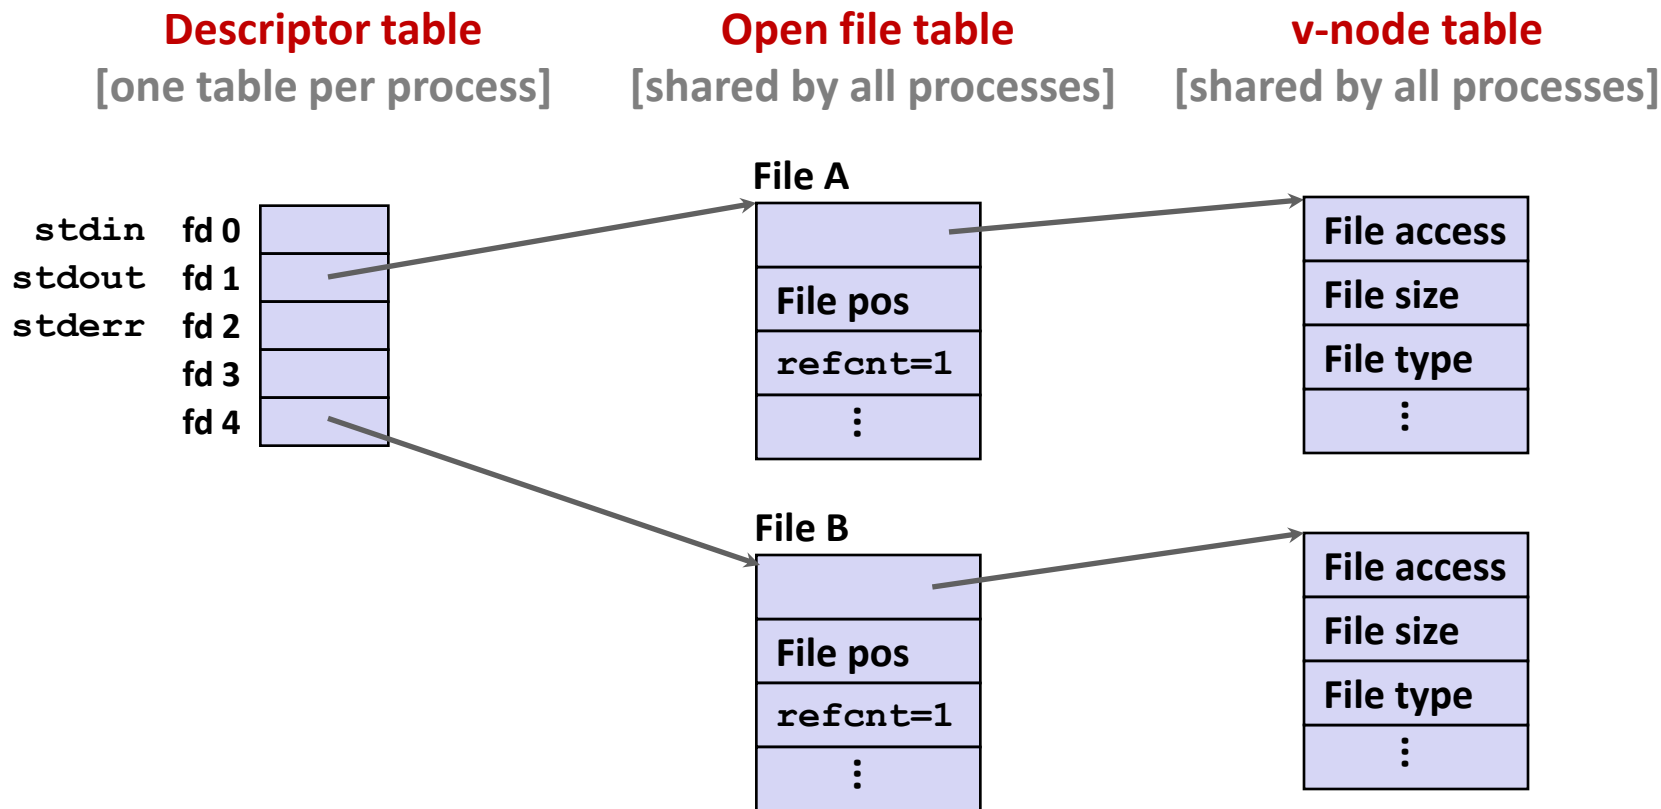 Descriptor table
[one table per process]
Open file table
[shared by all processes]
v-node table
[shared by all processes]
stdin fd 0
stdout fd 1
stderr fd 2
fd 3
fd 4
File A
File pos
refcnt=1
⋮
File access
File size
File type
⋮
File B
File pos
refcnt=1
⋮
File access
File size
File type
⋮